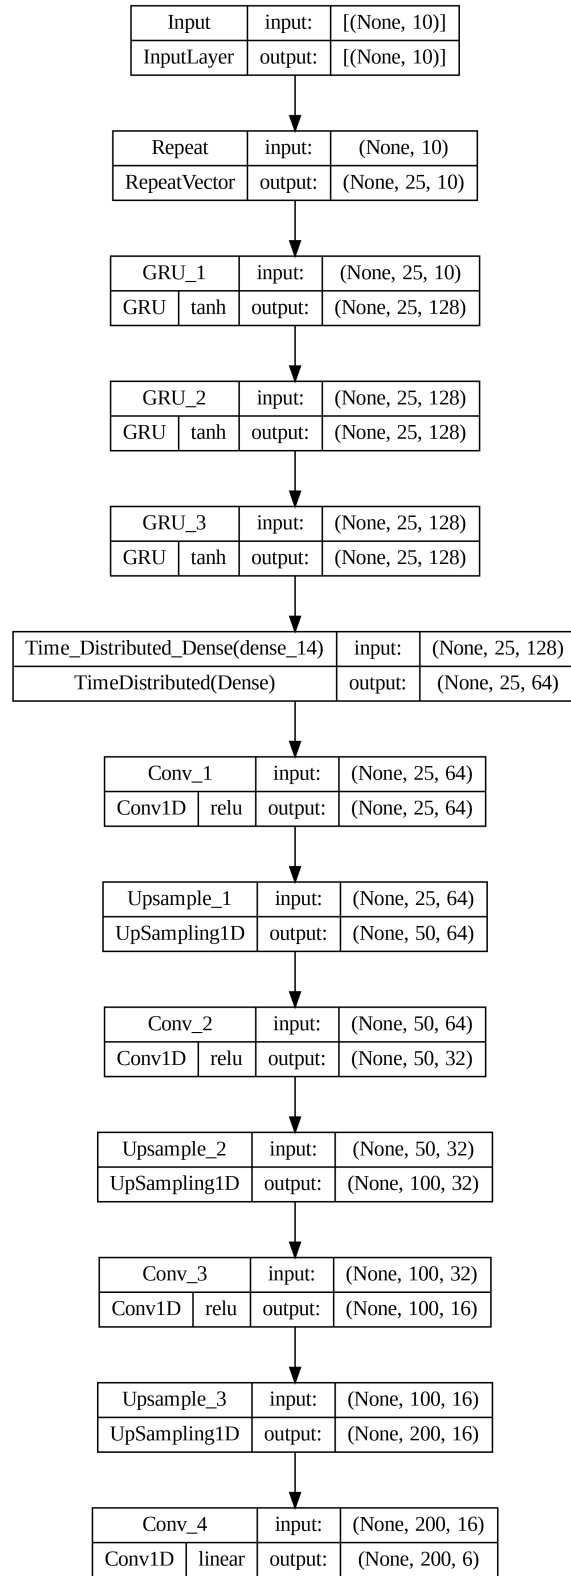 Input input: [(None, 10)]
InputLayer output: [(None, 10)]
Repeat input: (None, 10)
RepeatVector output: (None, 25, 10)
GRU_1 input: (None, 25, 10)
GRU tanh output: (None, 25, 128)
GRU_2 input: (None, 25, 128)
GRU tanh output: (None, 25, 128)
GRU_3 input: (None, 25, 128)
GRU tanh output: (None, 25, 128)
Time_Distributed_Dense(dense_14) input: (None, 25, 128)
TimeDistributed(Dense) output: (None, 25, 64)
Conv_1 input: (None, 25, 64)
Conv1D relu output: (None, 25, 64)
Upsample_1 input: (None, 25, 64)
UpSampling1D output: (None, 50, 64)
Conv_2 input: (None, 50, 64)
Conv1D relu output: (None, 50, 32)
Upsample_2 input: (None, 50, 32)
UpSampling1D output: (None, 100, 32)
Conv_3 input: (None, 100, 32)
Conv1D relu output: (None, 100, 16)
Upsample_3 input: (None, 100, 16)
UpSampling1D output: (None, 200, 16)
Conv_4 input: (None, 200, 16)
Conv1D linear output: (None, 200, 6)